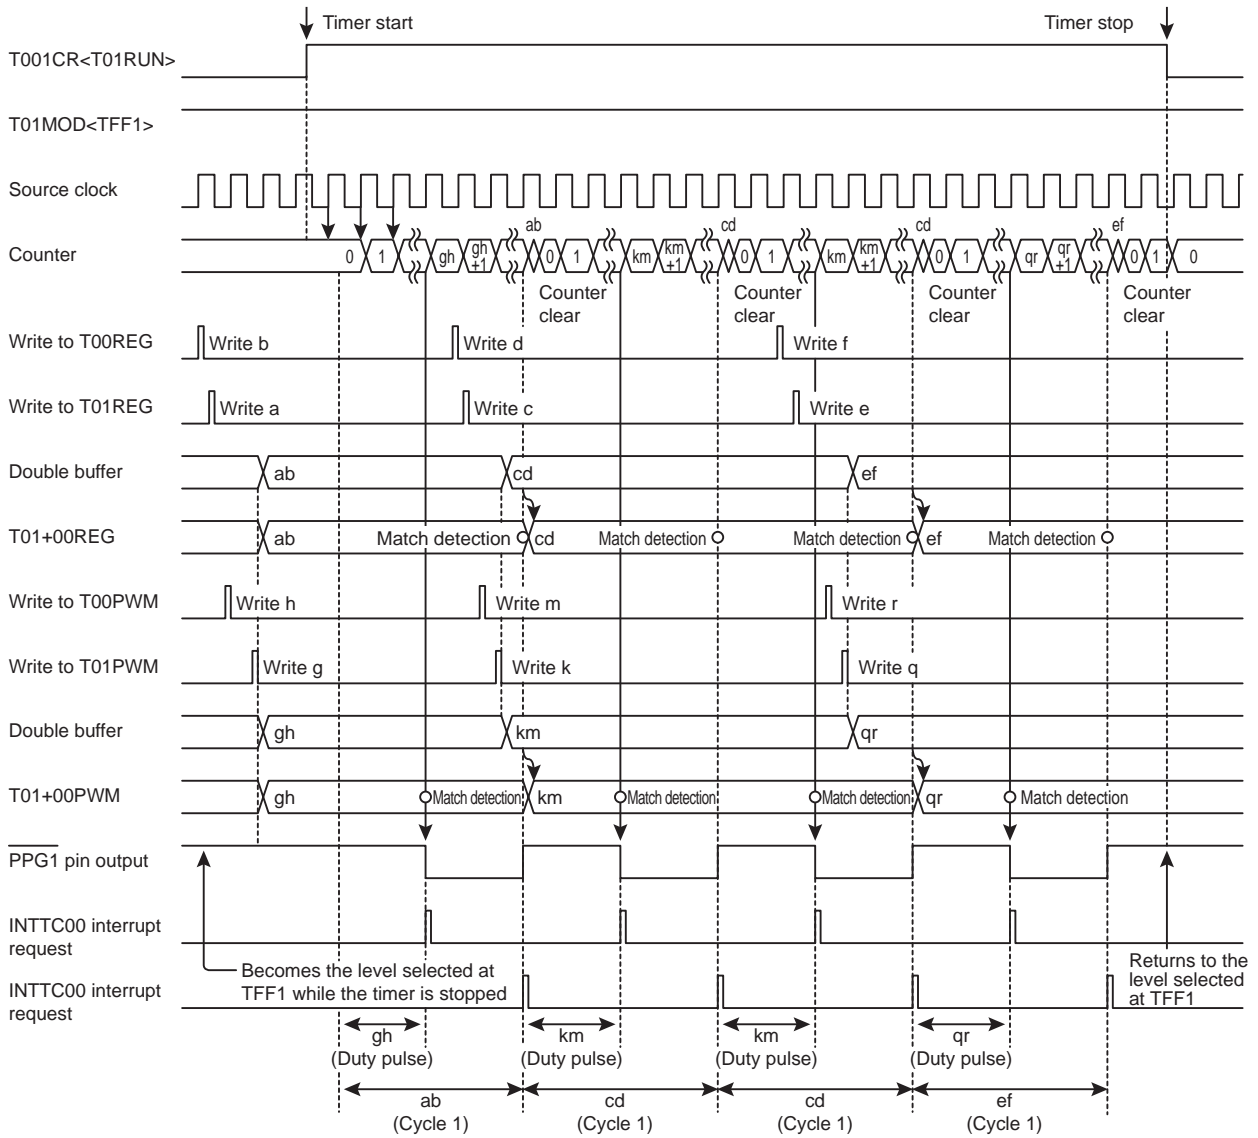 Timer start
Timer stop
T001CR<T01RUN>
T01MOD<TFF1>
Source clock
ab cd cd ef
Counter 0 1 gh gh+1 0 1 km km+1 0 1 km km+1 0 1 qr qr+1 0 1 0
Counter clear
Counter clear
Counter clear
Counter clear
Write to T00REG Write b Write d Write f
Write to T01REG Write a Write c Write e
Double buffer ab cd ef
T01+00REG ab Match detection cd Match detection Match detection ef Match detection
Write to T00PWM Write h Write m Write r
Write to T01PWM Write g Write k Write q
Double buffer gh km qr
T01+00PWM gh Match detection km Match detection Match detection qr Match detection
PPG1 pin output
INTTC00 interrupt
request
Becomes the level selected at
TFF1 while the timer is stopped
Returns to the
level selected
at TFF1
INTTC00 interrupt
request
gh km km qr
(Duty pulse) (Duty pulse) (Duty pulse) (Duty pulse)
ab cd cd ef
(Cycle 1) (Cycle 1) (Cycle 1) (Cycle 1)